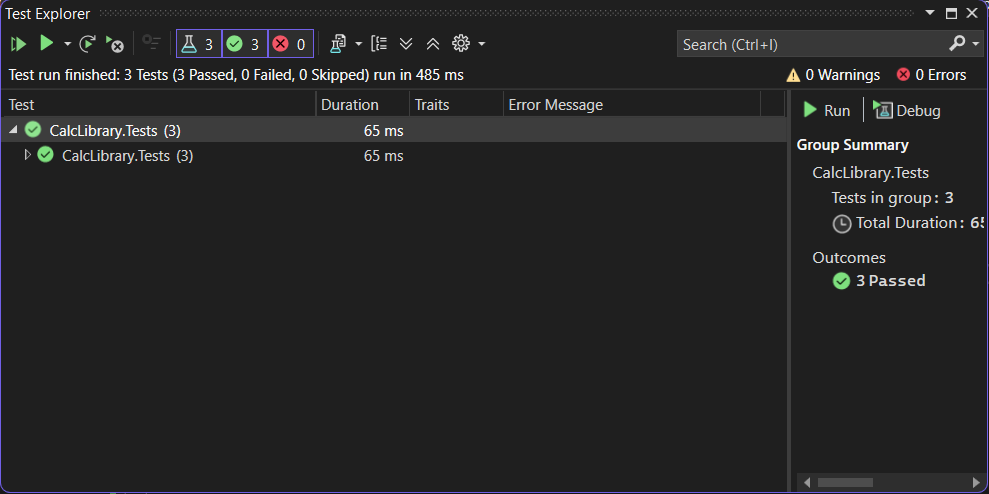 Test Explorer
3 3 0
Search (Ctrl+I)
Test run finished: 3 Tests (3 Passed, 0 Failed, 0 Skipped) run in 485 ms
0 Warnings
0 Errors
Test Duration Traits Error Message
CalcLibrary.Tests (3) 65 ms
CalcLibrary.Tests (3) 65 ms
Run Debug
Group Summary
CalcLibrary.Tests
Tests in group: 3
Total Duration: 65
Outcomes
3 Passed